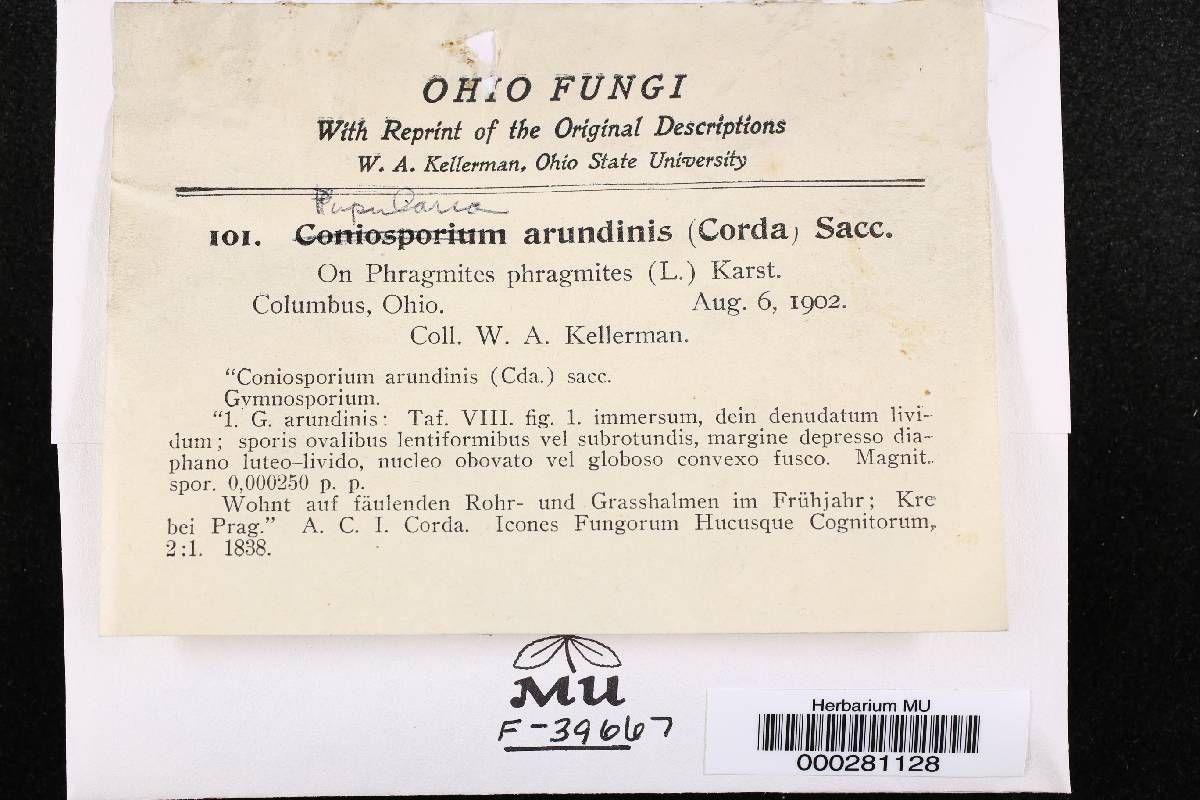 OHIO FUNGI
With Reprint of the Original Descriptions
W. A. Kellerman, Ohio State University
Papularia
101. Coniosporium arundinis (Corda) Sacc.
On Phragmites phragmites (L.) Karst.
Columbus, Ohio. Aug. 6, 1902.
Coll. W. A. Kellerman.
“Coniosporium arundinis (Cda.) sacc.
Gymnosporium.
“1. G. arundinis: Taf. VIII. fig. 1. immersum, dein denudatum livi-
dum; sporis ovalibus lentiformibus vel subrotundis, margine depresso dia-
phano luteo-livido, nucleo obovato vel globoso convexo fusco. Magnit.
spor. 0,000250 p. p.
Wohnt auf fäulenden Rohr- und Grasshalmen im Frühjahr; Kre
bei Prag.” A. C. I. Corda. Icones Fungorum Hucusque Cognitorum,
2:1. 1838.
MU
F-39667
Herbarium MU
000281128